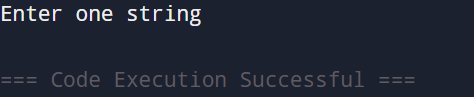 Enter one string
=== Code Execution Successful ===